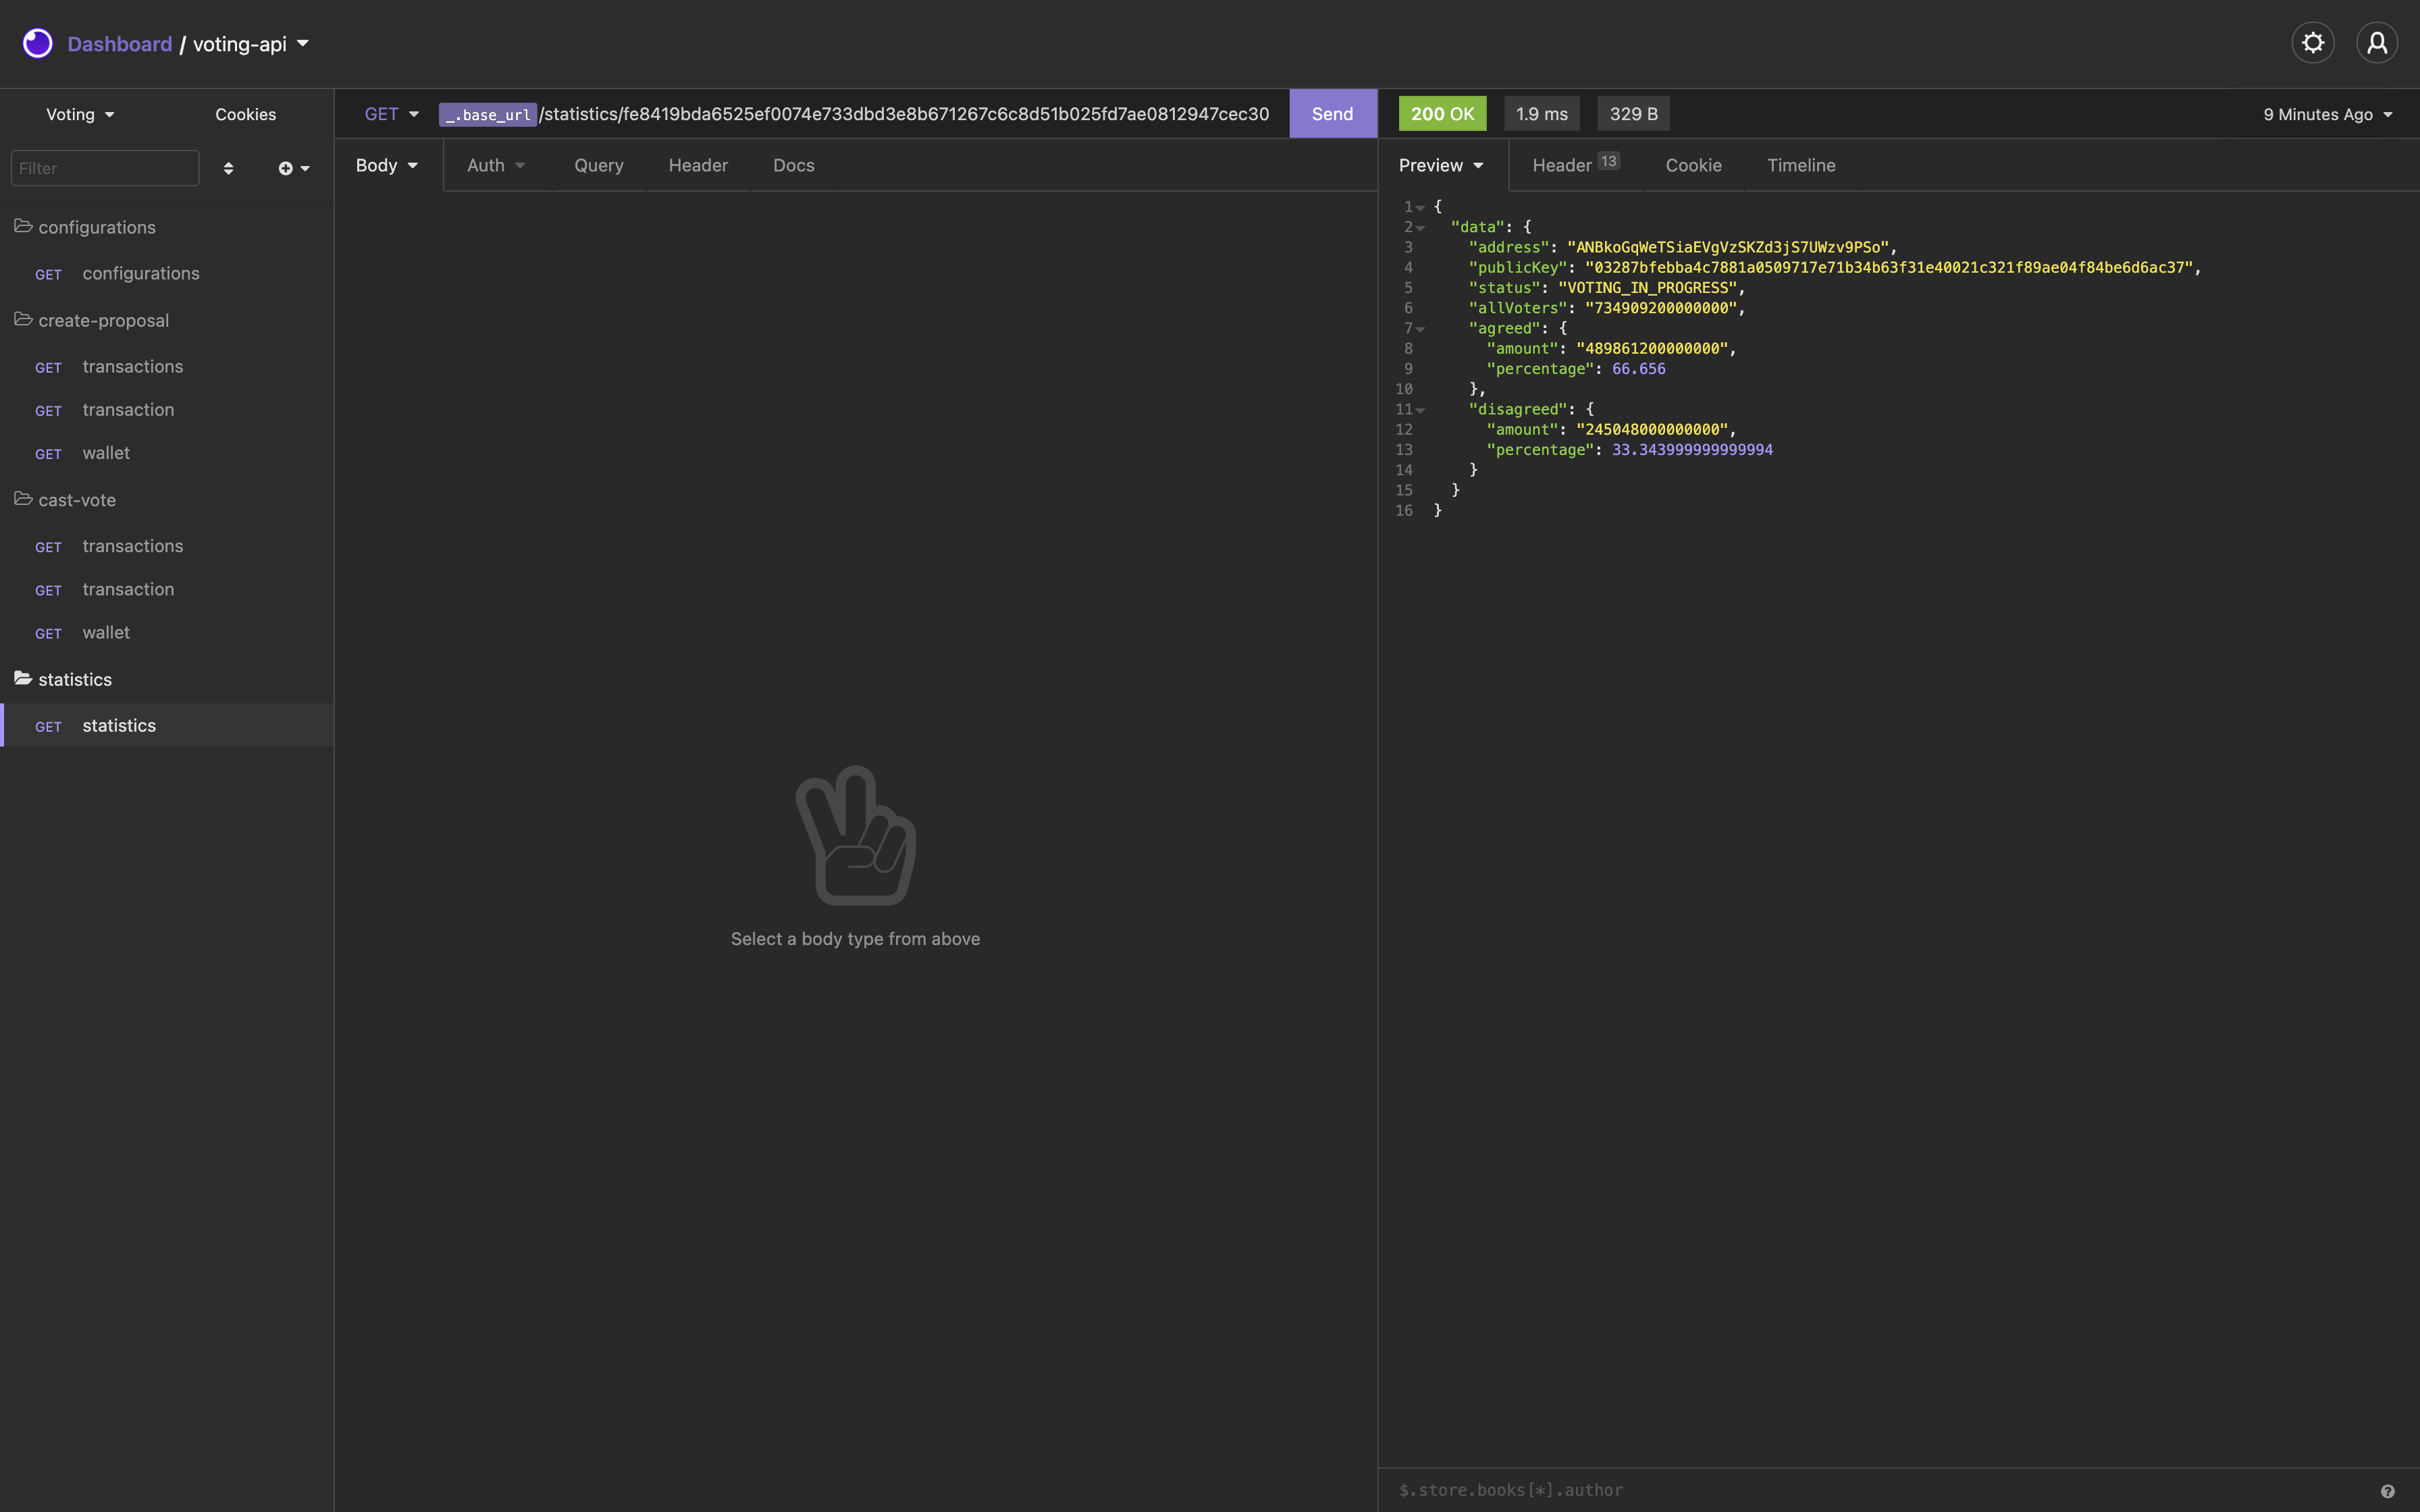 Dashboard / voting-api
Voting
Cookies
Filter
configurations
GET configurations
create-proposal
GET transactions
GET transaction
GET wallet
cast-vote
GET transactions
GET transaction
GET wallet
statistics
GET statistics
GET _.base_url/statistics/fe8419bda6525ef0074e733dbd3e8b671267c6c8d51b025fd7ae0812947cec30 Send
Body Auth Query Header Docs
Select a body type from above
200 OK 1.9 ms 329 B 9 Minutes Ago
Preview Header 13 Cookie Timeline
1 {
2 "data": {
3 "address": "ANBkoGqWeTSiaEVgVzSKZd3jS7UWzv9PSo",
4 "publicKey": "03287bfebba4c7881a0509717e71b34b63f31e40021c321f89ae04f84be6d6ac37",
5 "status": "VOTING_IN_PROGRESS",
6 "allVoters": "734909200000000",
7 "agreed": {
8 "amount": "489861200000000",
9 "percentage": 66.656
10 },
11 "disagreed": {
12 "amount": "245048000000000",
13 "percentage": 33.343999999999994
14 }
15 }
16 }
$.store.books[*].author